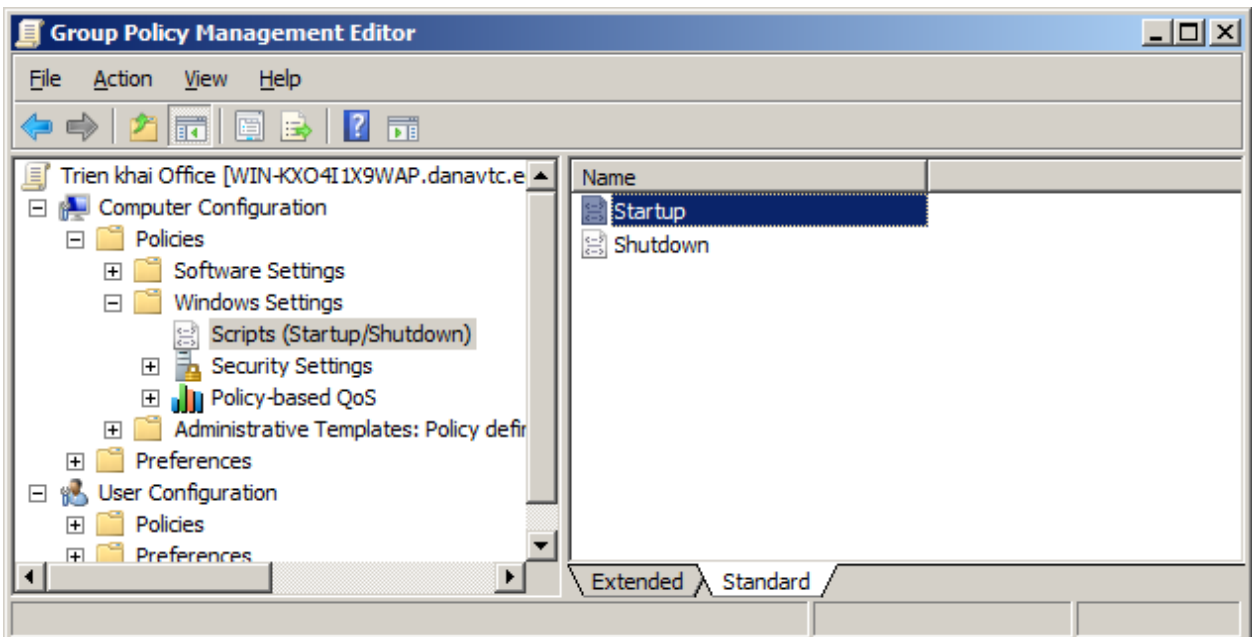 Group Policy Management Editor
File Action View Help
Trien khai Office [WIN-KXO4I1X9WAP.danavtc.e
Computer Configuration
Policies
Software Settings
Windows Settings
Scripts (Startup/Shutdown)
Security Settings
Policy-based QoS
Administrative Templates: Policy defir
Preferences
User Configuration
Policies
Preferences
Name
Startup
Shutdown
Extended Standard